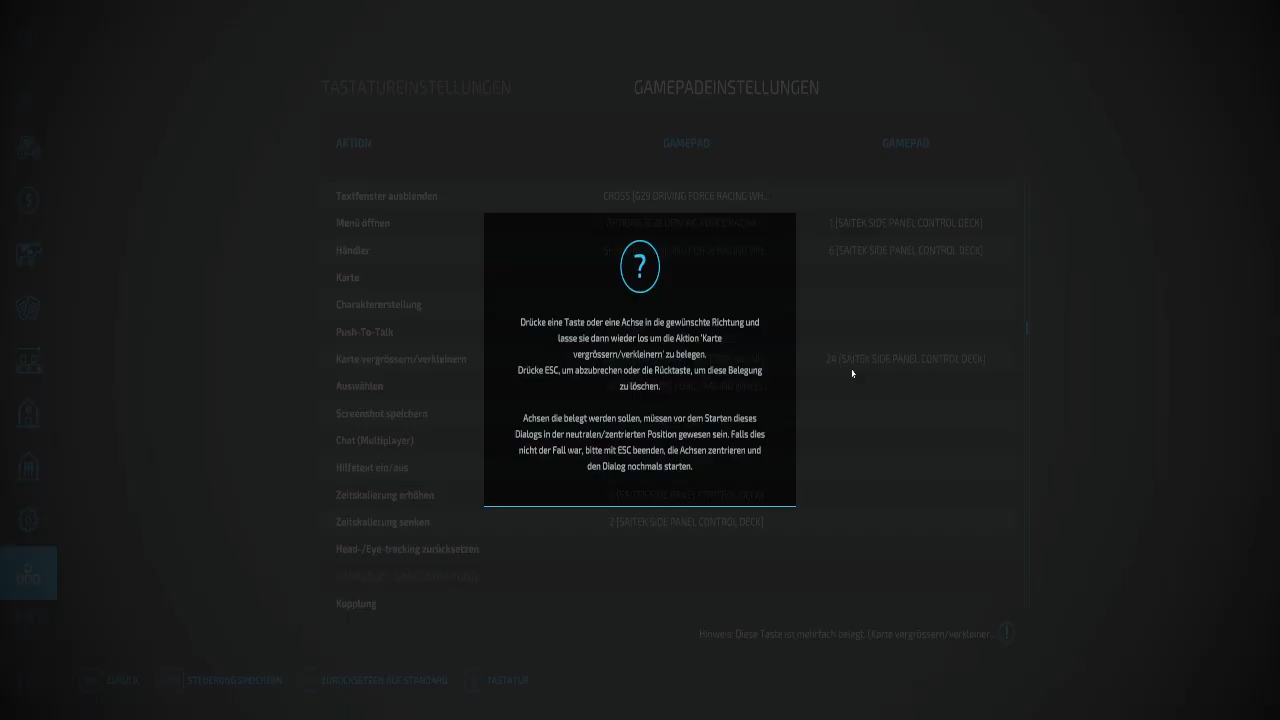 TASTATUREINSTELLUNGEN GAMEPADEINSTELLUNGEN
AKTION GAMEPAD GAMEPAD
Textfenster ausblenden CROSS [G29 DRIVING FORCE RACING WH...
Menü öffnen 1 [SAITEK SIDE PANEL CONTROL DECK]
Händler 6 [SAITEK SIDE PANEL CONTROL DECK]
Karte
Charaktererstellung
Push-To-Talk
Karte vergrössern/verkleinern 24 [SAITEK SIDE PANEL CONTROL DECK]
Auswählen
Screenshot speichern
Chat (Multiplayer)
Hilfetext ein/aus
Zeitskalierung erhöhen [SAITEK SIDE PANEL CONTROL DECK]
Zeitskalierung senken 2 [SAITEK SIDE PANEL CONTROL DECK]
Head-/Eye-tracking zurücksetzen
Kupplung
?
Drücke eine Taste oder eine Achse in die gewünschte Richtung und
lasse sie dann wieder los um die Aktion 'Karte
vergrössern/verkleinern' zu belegen.
Drücke ESC, um abzubrechen oder die Rücktaste, um diese Belegung
zu löschen.
Achsen die belegt werden sollen, müssen vor dem Starten dieses
Dialogs in der neutralen/zentrierten Position gewesen sein. Falls dies
nicht der Fall war, bitte mit ESC beenden, die Achsen zentrieren und
den Dialog nochmals starten.
Hinweis: Diese Taste ist mehrfach belegt. (Karte vergrössern/verkleiner... !
ZURÜCK STEUERUNG SPEICHERN ZURÜCKSETZEN AUF STANDARD TASTATUR